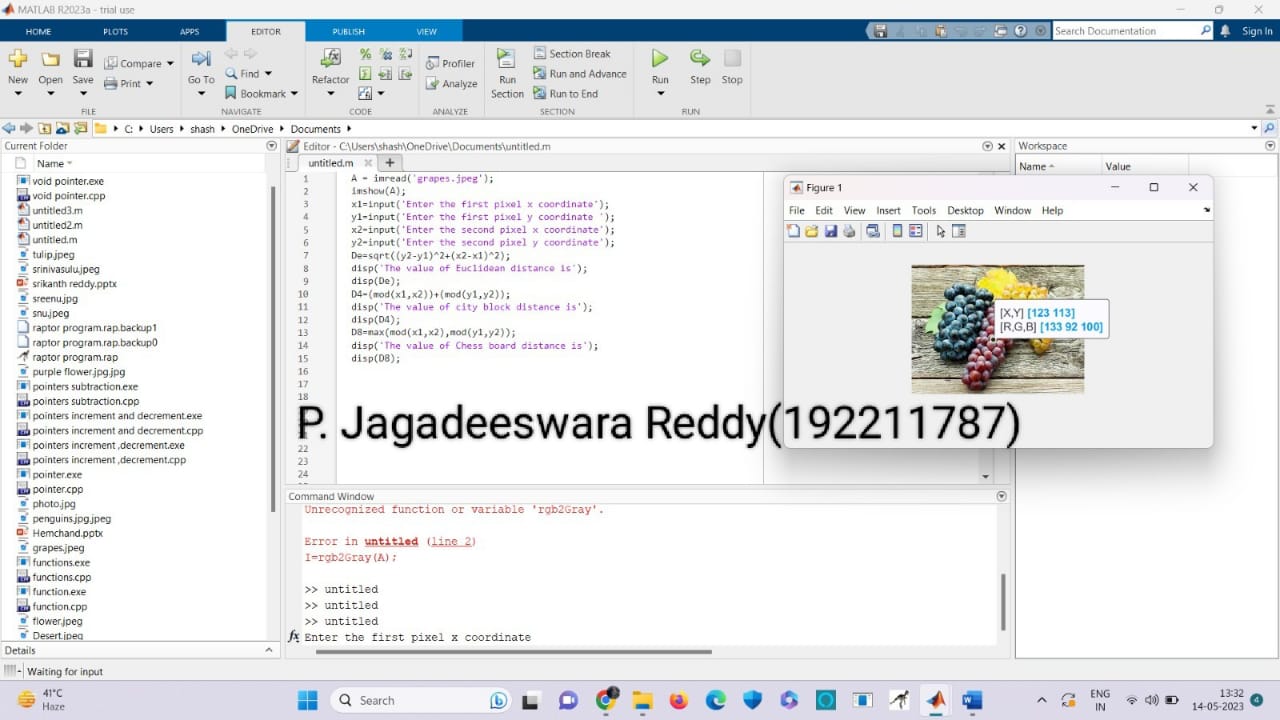 MATLAB R2023a - trial use
HOME PLOTS APPS EDITOR PUBLISH VIEW
Search Documentation
Sign In
New Open Save Compare Print
Go To Find Bookmark
Refactor
Profiler Analyze
Run Section Section Break Run and Advance Run to End
Run Step Stop
FILE NAVIGATE CODE ANALYZE SECTION RUN
C: Users shash OneDrive Documents
Current Folder
Name
void pointer.exe
void pointer.cpp
untitled3.m
untitled2.m
untitled.m
tulip.jpeg
srinivasulu.jpeg
srikanth reddy.pptx
sreenu.jpg
snu.jpeg
raptor program.rap.backup1
raptor program.rap.backup0
raptor program.rap
purple flower.jpg.jpg
pointers subtraction.exe
pointers subtraction.cpp
pointers increment and decrement.exe
pointers increment and decrement.cpp
pointers increment ,decrement.exe
pointers increment ,decrement.cpp
pointer.exe
pointer.cpp
photo.jpg
penguins.jpg.jpeg
Hemchand.pptx
grapes.jpeg
functions.exe
functions.cpp
function.exe
function.cpp
flower.jpeg
Desert.jpeg
Details
Editor - C:\Users\shash\OneDrive\Documents\untitled.m
untitled.m
1 A = imread('grapes.jpeg');
2 imshow(A);
3 x1=input('Enter the first pixel x coordinate');
4 y1=input('Enter the first pixel y coordinate ');
5 x2=input('Enter the second pixel x coordinate');
6 y2=input('Enter the second pixel y coordinate');
7 De=sqrt((y2-y1)^2+(x2-x1)^2);
8 disp('The value of Euclidean distance is');
9 disp(De);
10 D4=(mod(x1,x2))+(mod(y1,y2));
11 disp('The value of city block distance is');
12 disp(D4);
13 D8=max(mod(x1,x2),mod(y1,y2));
14 disp('The value of Chess board distance is');
15 disp(D8);
16
17
18
P. Jagadeeswara Reddy(192211787)
22
23
24
Workspace
Name Value
Figure 1
File Edit View Insert Tools Desktop Window Help
[X,Y] [123 113]
[R,G,B] [133 92 100]
Command Window
Unrecognized function or variable 'rgb2Gray'.
Error in untitled (line 2)
I=rgb2Gray(A);
>> untitled
>> untitled
>> untitled
fx Enter the first pixel x coordinate
Waiting for input
41°C
Haze
Search
ENG
IN
13:32
14-05-2023
4